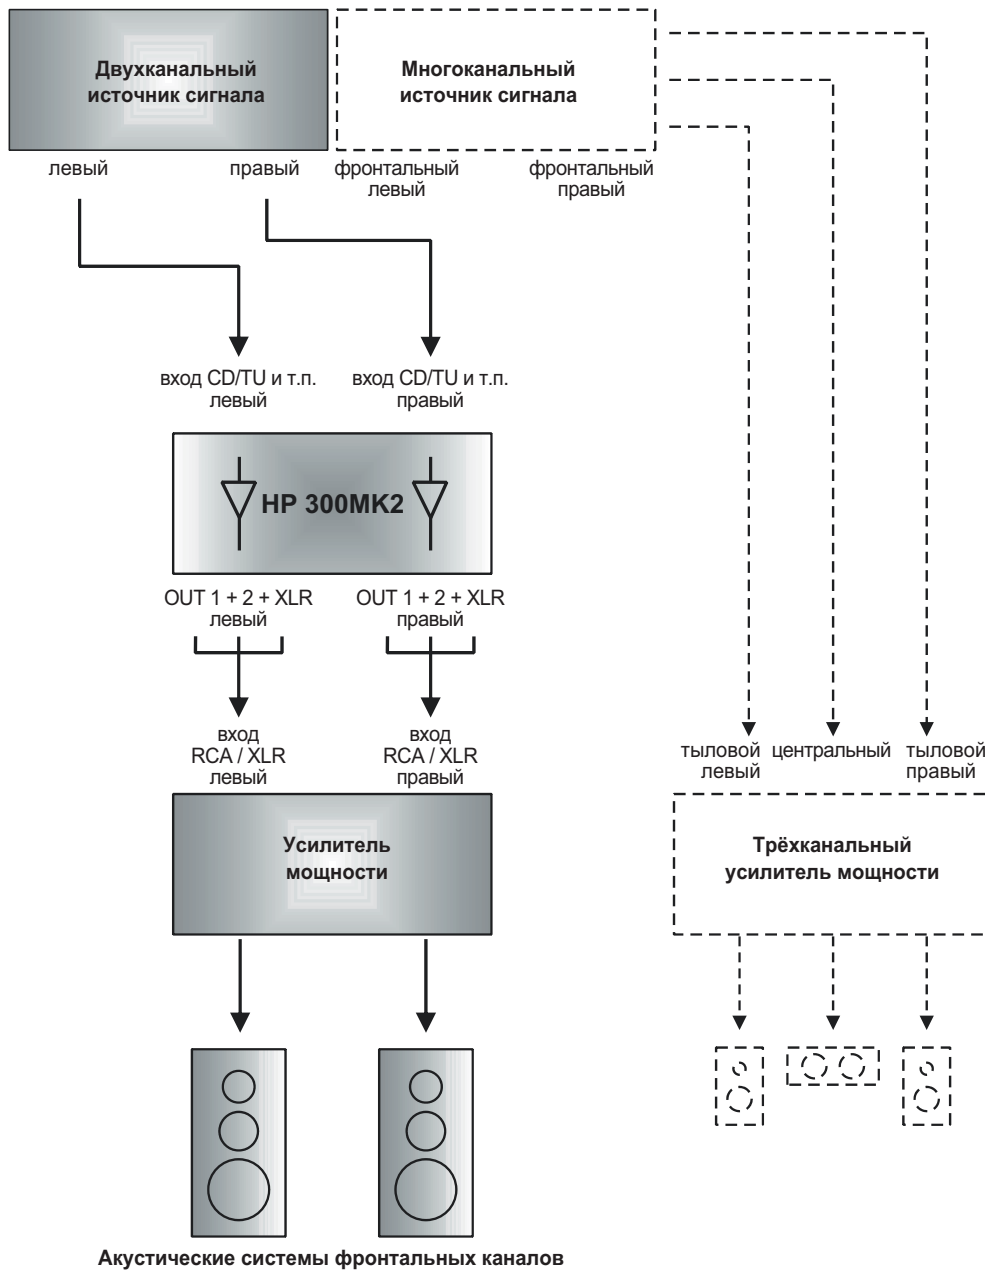 Двухканальный
источник сигнала
Многоканальный
источник сигнала
левый
правый
фронтальный
левый
фронтальный
правый
вход CD/TU и т.п.
левый
вход CD/TU и т.п.
правый
HP 300MK2
OUT 1 + 2 + XLR
левый
OUT 1 + 2 + XLR
правый
вход
RCA / XLR
левый
вход
RCA / XLR
правый
тыловой
левый
центральный
тыловой
правый
Усилитель
мощности
Трёхканальный
усилитель мощности
Акустические системы фронтальных каналов